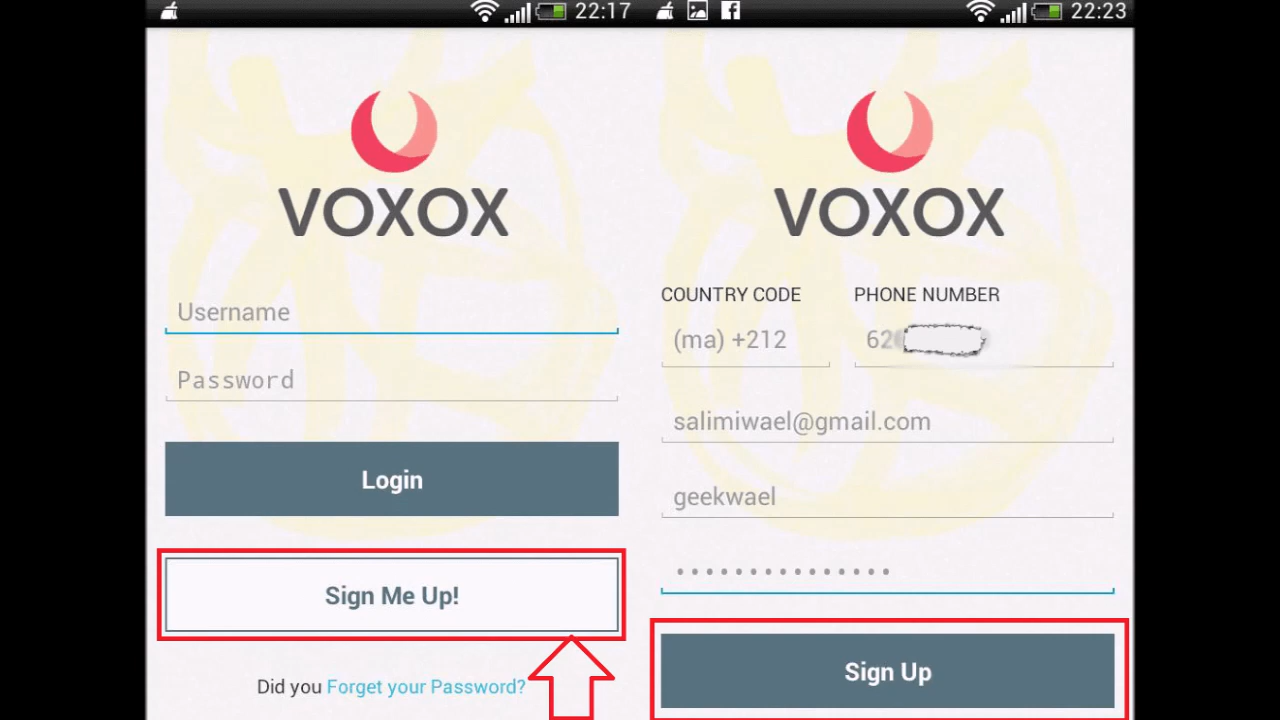 22:17
VOXOX
Username
Password
Login
Sign Me Up!
Did you Forget your Password?
22:23
VOXOX
COUNTRY CODE PHONE NUMBER
(ma) +212 62
salimiwael@gmail.com
geekwael
•••••••••••••••
Sign Up